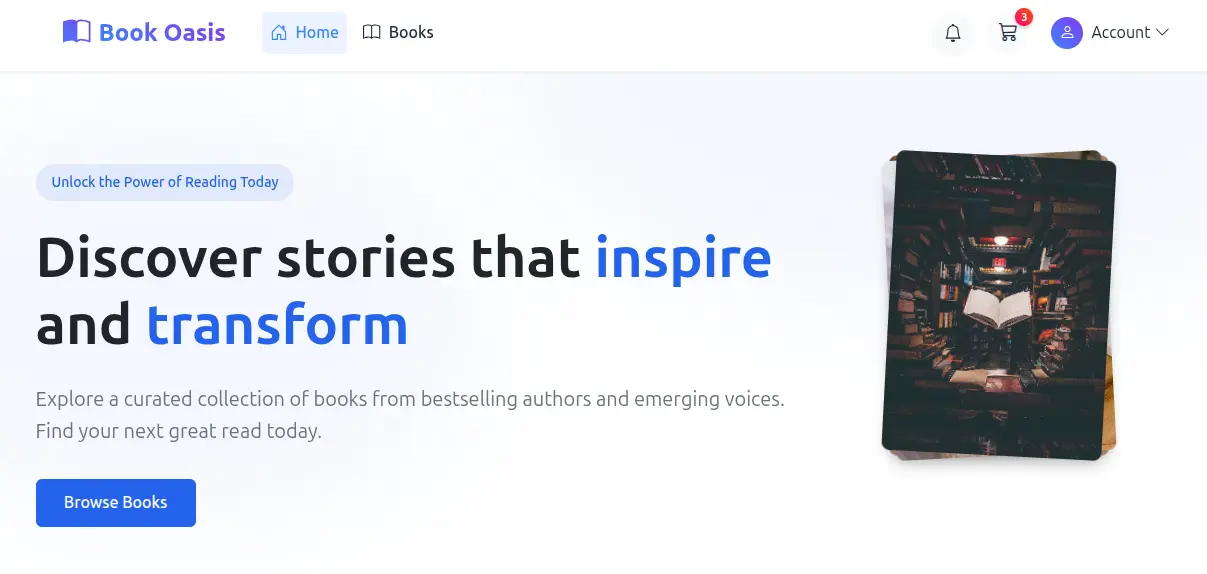 Book Oasis
Home
Books
3
Account
Unlock the Power of Reading Today
Discover stories that inspire
and transform
Explore a curated collection of books from bestselling authors and emerging voices.
Find your next great read today.
Browse Books